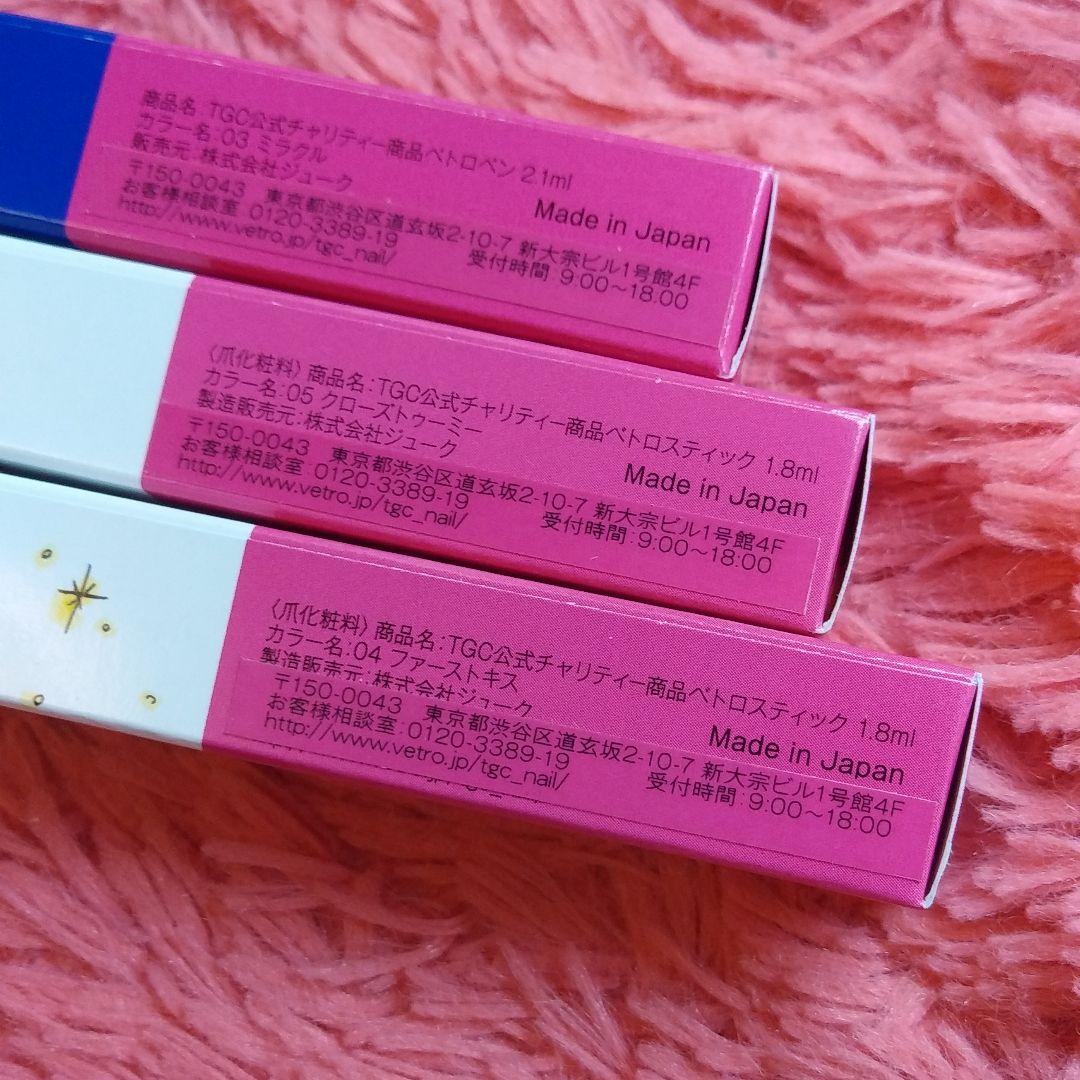 商品名 TGC公式チャリティー商品ベトロペン 2.1ml
カラー名:03 ミラクル
販売元:株式会社ジューク
Made in Japan
〒150-0043 東京都渋谷区道玄坂2-10-7 新大宗ビル1号館4F
お客様相談室 0120-3389-19 受付時間 9:00～18:00
http://www.vetro.jp/tgc_nail/
〈爪化粧料〉商品名:TGC公式チャリティー商品ベトロスティック 1.8ml
カラー名:05 クローズトゥーミー
製造販売元:株式会社ジューク
Made in Japan
〒150-0043 東京都渋谷区道玄坂2-10-7 新大宗ビル1号館4F
お客様相談室:0120-3389-19 受付時間:9:00～18:00
http://www.vetro.jp/tgc_nail/
〈爪化粧料〉商品名:TGC公式チャリティー商品ベトロスティック 1.8ml
カラー名:04 ファーストキス
製造販売元:株式会社ジューク
Made in Japan
〒150-0043 東京都渋谷区道玄坂2-10-7 新大宗ビル1号館4F
お客様相談室:0120-3389-19 受付時間:9:00～18:00
http://www.vetro.jp/tgc_nail/